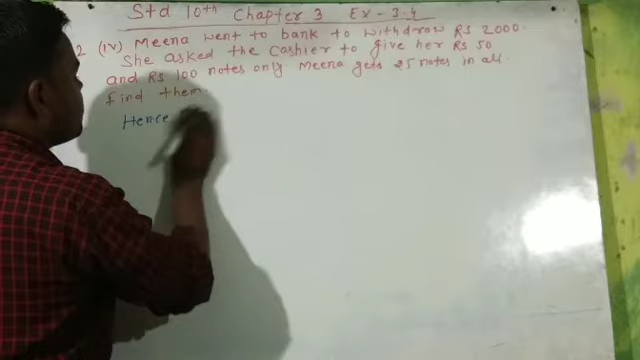 Std 10th Chapter 3 Ex - 3.4
2 (iv) Meena went to bank to withdrow RS 2000.
She asked the cashier to give her RS 50
and RS 100 notes only Meena gets 25 notes in all.
find them.
Hence